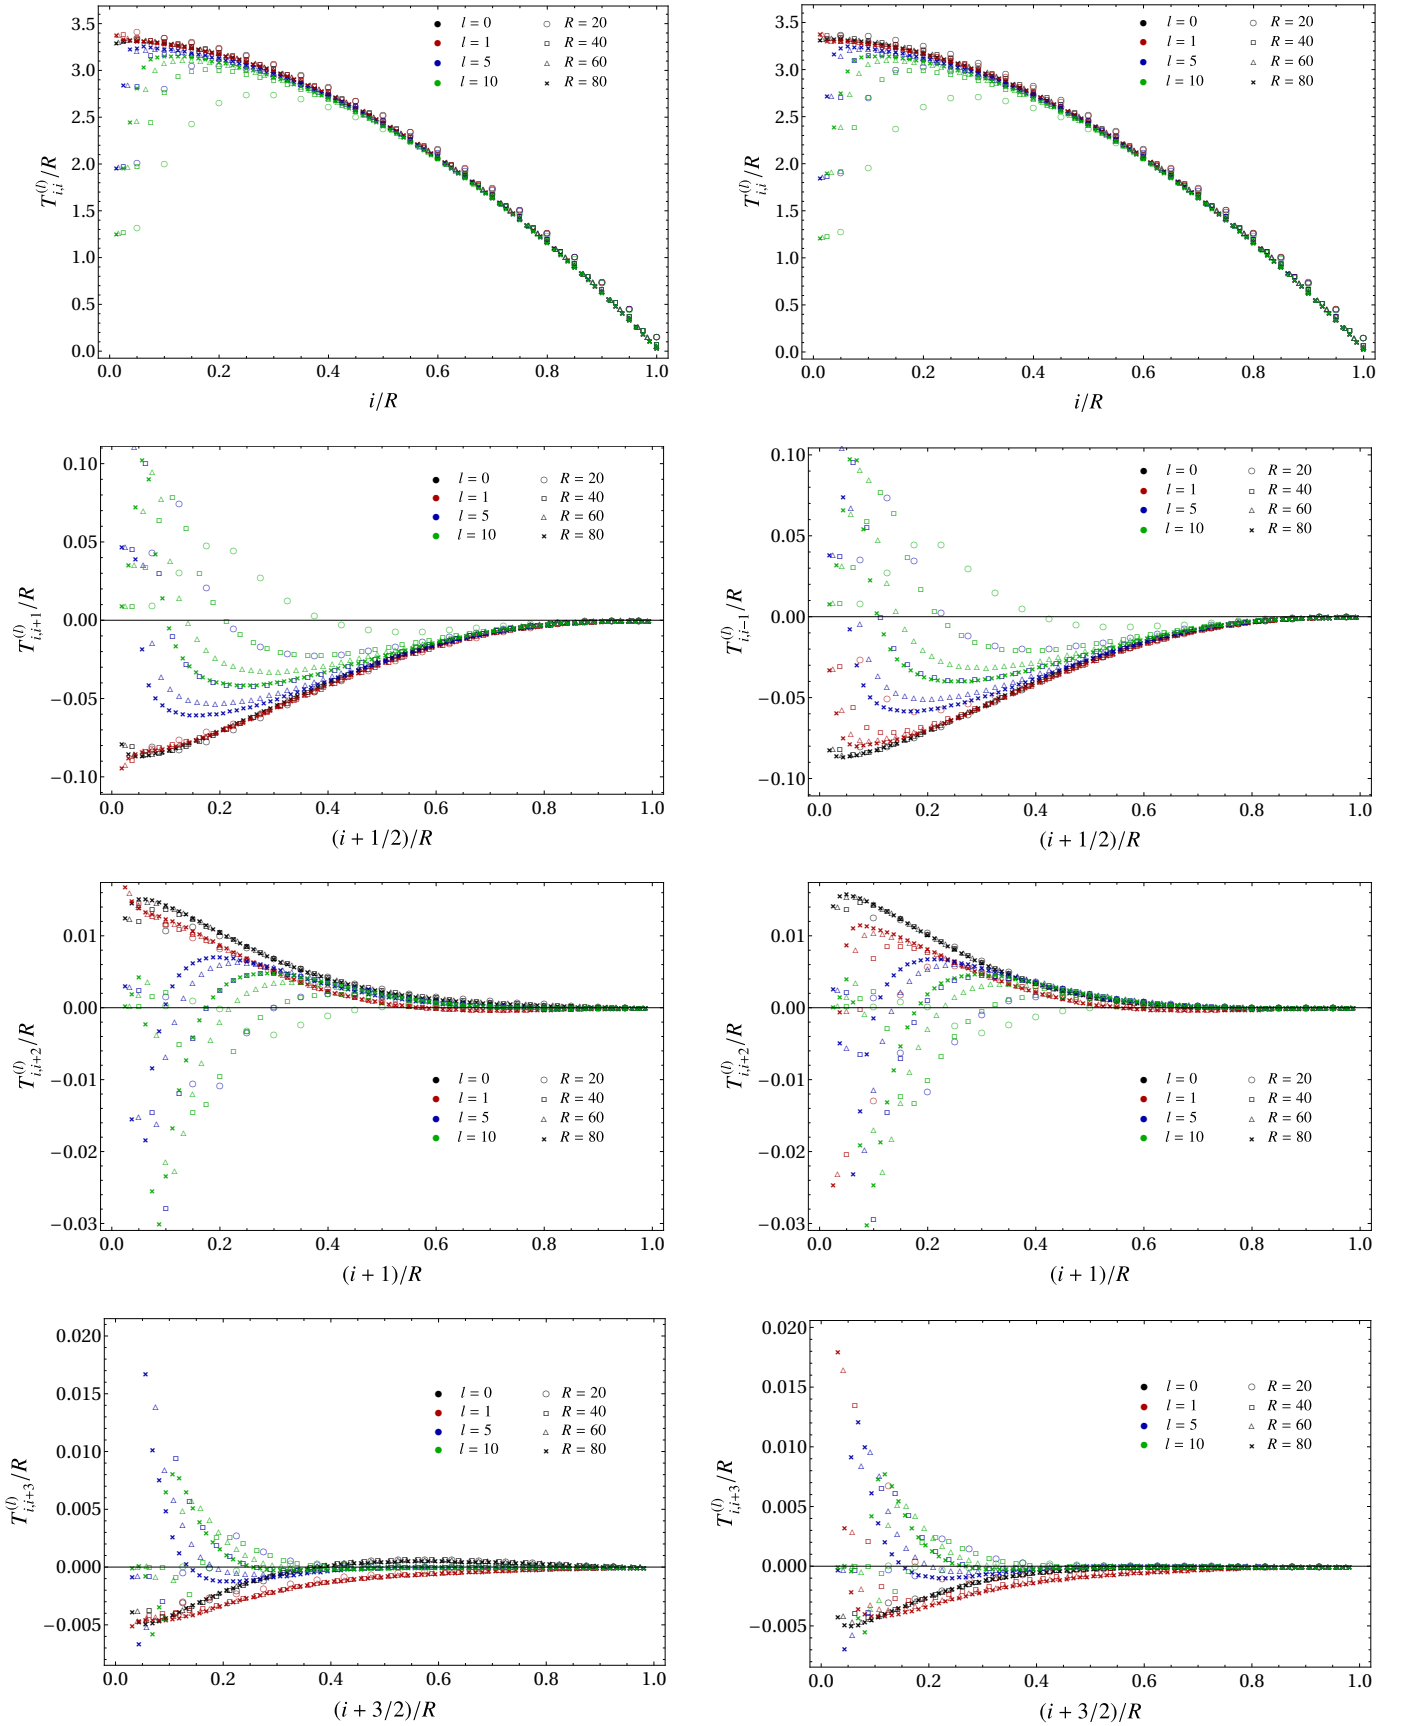 3.5
3.0
2.5
2.0
1.5
1.0
0.5
0.0
T^{(l)}_{i,i}/R
l = 0 R = 20
l = 1 R = 40
l = 5 R = 60
l = 10 R = 80
0.0 0.2 0.4 0.6 0.8 1.0
i/R
3.5
3.0
2.5
2.0
1.5
1.0
0.5
0.0
T^{(l)}_{i,i}/R
l = 0 R = 20
l = 1 R = 40
l = 5 R = 60
l = 10 R = 80
0.0 0.2 0.4 0.6 0.8 1.0
i/R
0.10
0.05
0.00
−0.05
−0.10
T^{(l)}_{i,i+1}/R
l = 0 R = 20
l = 1 R = 40
l = 5 R = 60
l = 10 R = 80
0.0 0.2 0.4 0.6 0.8 1.0
(i + 1/2)/R
0.10
0.05
0.00
−0.05
−0.10
T^{(l)}_{i,i−1}/R
l = 0 R = 20
l = 1 R = 40
l = 5 R = 60
l = 10 R = 80
0.0 0.2 0.4 0.6 0.8 1.0
(i + 1/2)/R
0.01
0.00
−0.01
−0.02
−0.03
T^{(l)}_{i,i+2}/R
l = 0 R = 20
l = 1 R = 40
l = 5 R = 60
l = 10 R = 80
0.0 0.2 0.4 0.6 0.8 1.0
(i + 1)/R
0.01
0.00
−0.01
−0.02
−0.03
T^{(l)}_{i,i+2}/R
l = 0 R = 20
l = 1 R = 40
l = 5 R = 60
l = 10 R = 80
0.0 0.2 0.4 0.6 0.8 1.0
(i + 1)/R
0.020
0.015
0.010
0.005
0.000
−0.005
T^{(l)}_{i,i+3}/R
l = 0 R = 20
l = 1 R = 40
l = 5 R = 60
l = 10 R = 80
0.0 0.2 0.4 0.6 0.8 1.0
(i + 3/2)/R
0.020
0.015
0.010
0.005
0.000
−0.005
T^{(l)}_{i,i+3}/R
l = 0 R = 20
l = 1 R = 40
l = 5 R = 60
l = 10 R = 80
0.0 0.2 0.4 0.6 0.8 1.0
(i + 3/2)/R